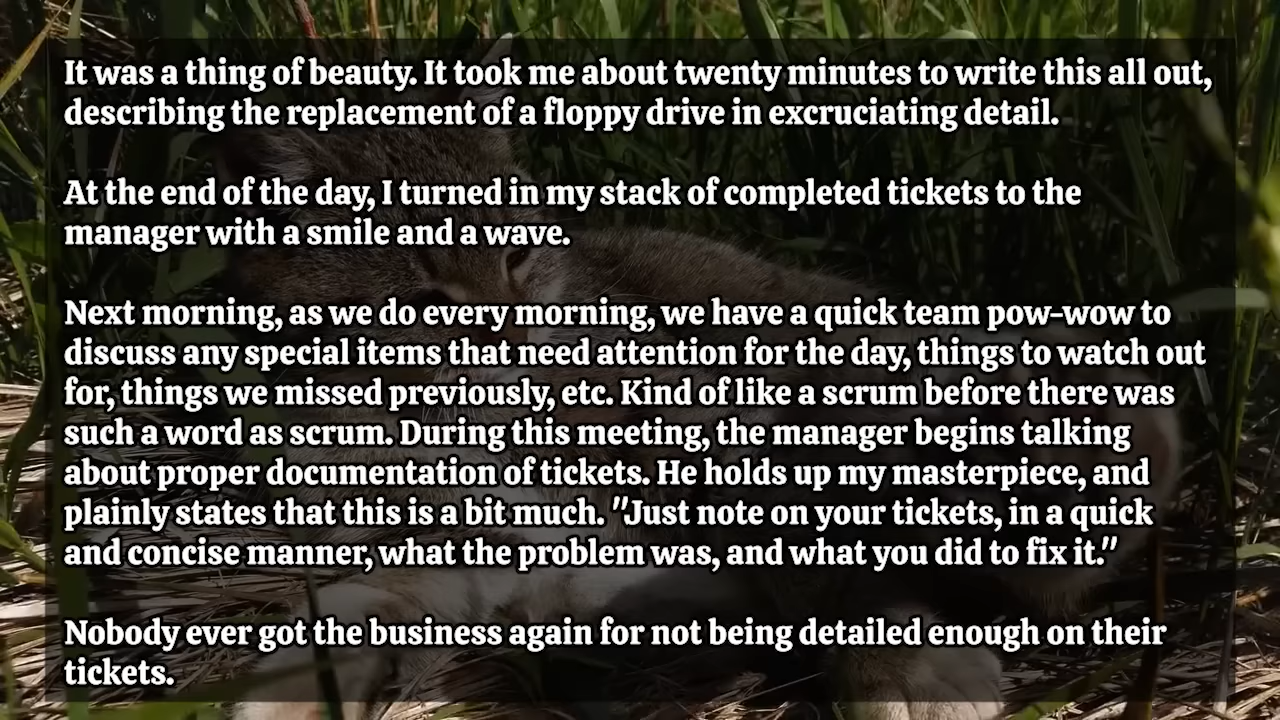 It was a thing of beauty. It took me about twenty minutes to write this all out,
describing the replacement of a floppy drive in excruciating detail.
At the end of the day, I turned in my stack of completed tickets to the
manager with a smile and a wave.
Next morning, as we do every morning, we have a quick team pow-wow to
discuss any special items that need attention for the day, things to watch out
for, things we missed previously, etc. Kind of like a scrum before there was
such a word as scrum. During this meeting, the manager begins talking
about proper documentation of tickets. He holds up my masterpiece, and
plainly states that this is a bit much. "Just note on your tickets, in a quick
and concise manner, what the problem was, and what you did to fix it."
Nobody ever got the business again for not being detailed enough on their
tickets.